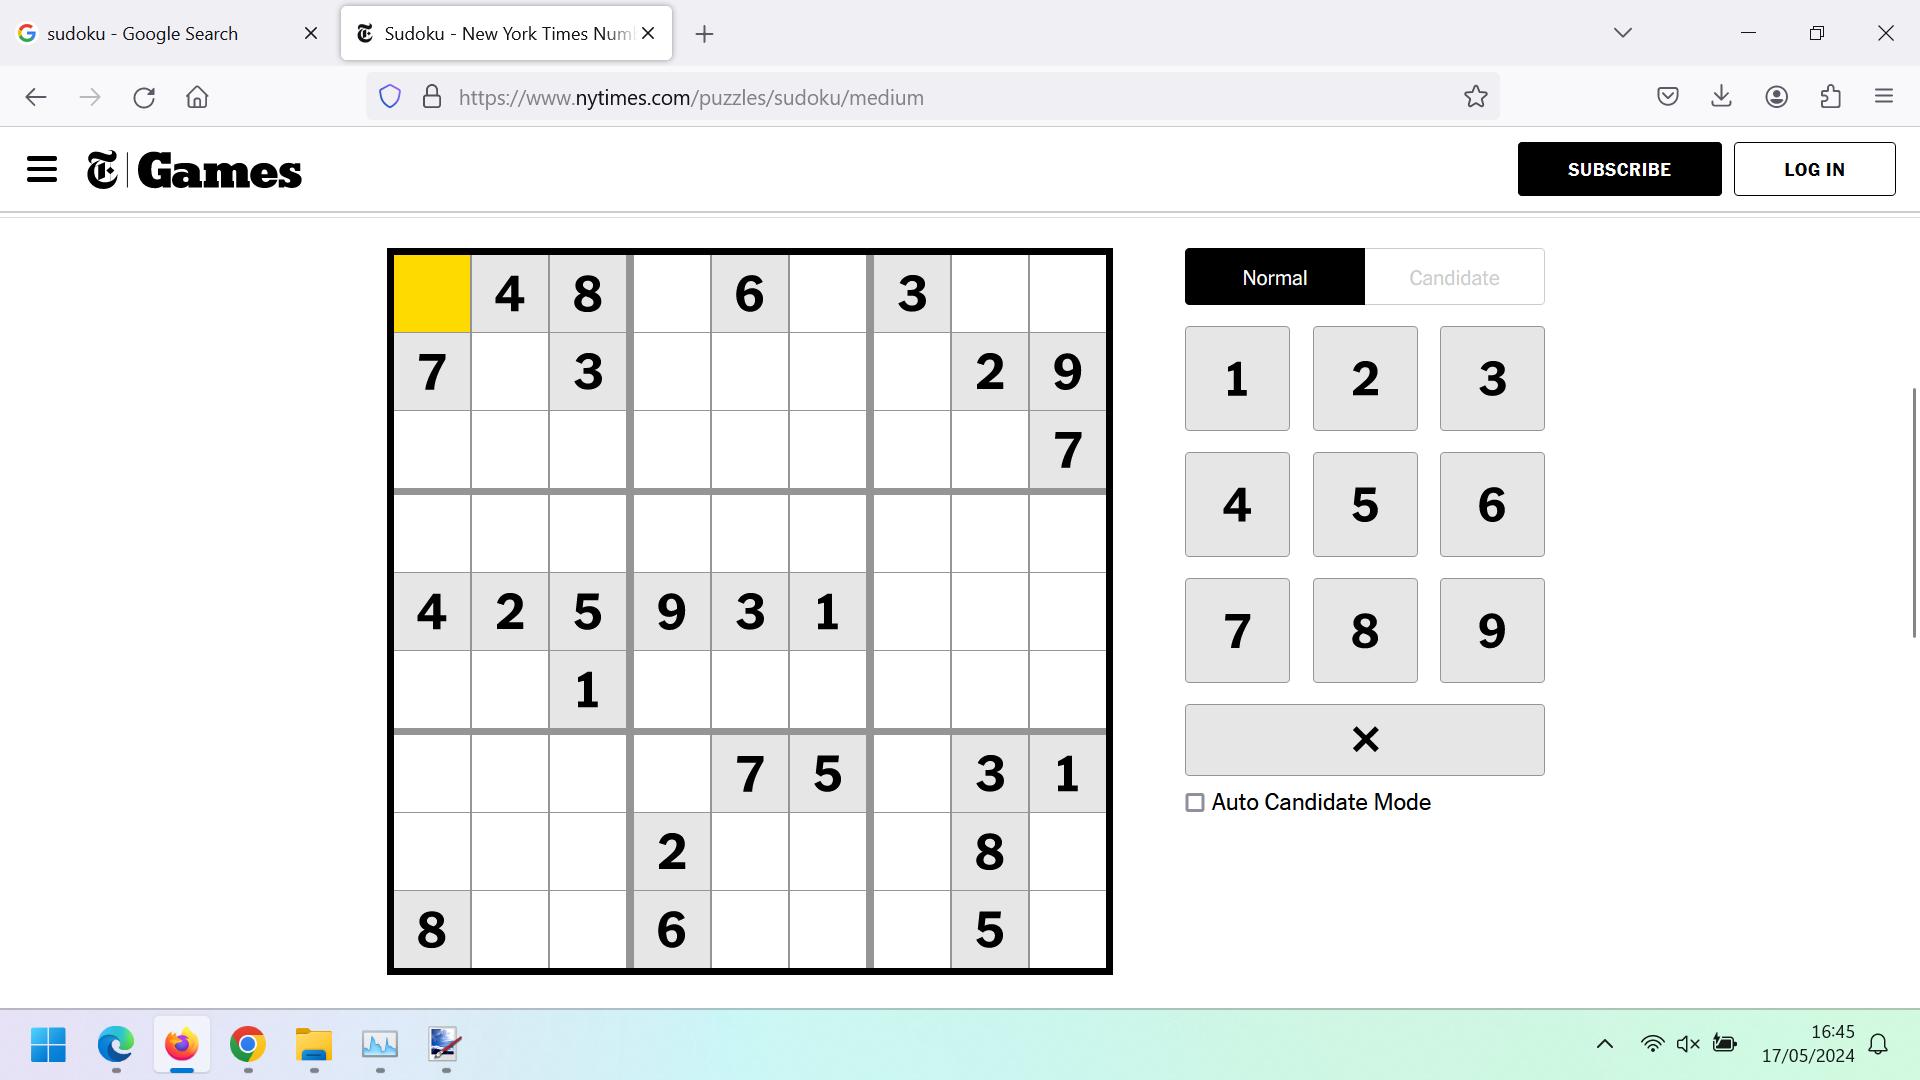 sudoku - Google Search
Sudoku - New York Times Num
https://www.nytimes.com/puzzles/sudoku/medium
Games
SUBSCRIBE
LOG IN
4 8 6 3
7 3 2 9
7
4 2 5 9 3 1
1
7 5 3 1
2 8
8 6 5
Normal
Candidate
1 2 3
4 5 6
7 8 9
Auto Candidate Mode
16:45
17/05/2024